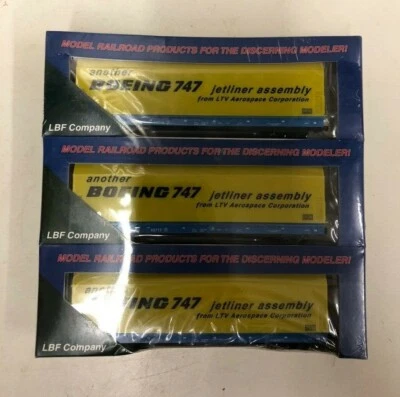 MODEL RAILROAD PRODUCTS FOR THE DISCERNING MODELER!
another
BOEING 747 jetliner assembly
from LTV Aerospace Corporation
LBF Company
MODEL RAILROAD PRODUCTS FOR THE DISCERNING MODELER!
another
BOEING 747 jetliner assembly
from LTV Aerospace Corporation
LBF Company
MODEL RAILROAD PRODUCTS FOR THE DISCERNING MODELER!
another
BOEING 747 jetliner assembly
from LTV Aerospace Corporation
LBF Company